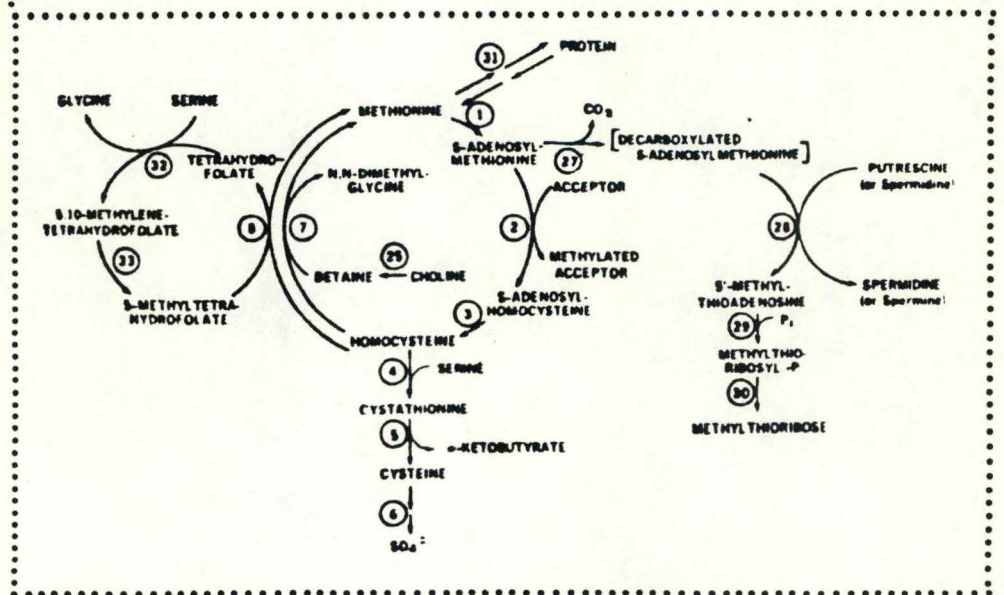 31
PROTEIN
GLYCINE
SERINE
METHIONINE
1
CO2
S-ADENOSYL-
METHIONINE
27
[DECARBOXYLATED
S-ADENOSYL METHIONINE]
32
TETRAHYDRO-
FOLATE
N,N-DIMETHYL-
GLYCINE
ACCEPTOR
PUTRESCINE
(or Spermidine)
5,10-METHYLENE-
TETRAHYDROFOLATE
8
7
2
28
33
25
BETAINE
CHOLINE
METHYLATED
ACCEPTOR
5-METHYLTETRA-
HYDROFOLATE
S-ADENOSYL-
HOMOCYSTEINE
5'-METHYL-
THIOADENOSINE
SPERMIDINE
(or Spermine)
3
29
Pi
HOMOCYSTEINE
METHYLTHIO-
RIBOSYL -P
4
SERINE
30
CYSTATHIONINE
METHYLTHIORIBOSE
5
α-KETOBUTYRATE
CYSTEINE
6
SO4=